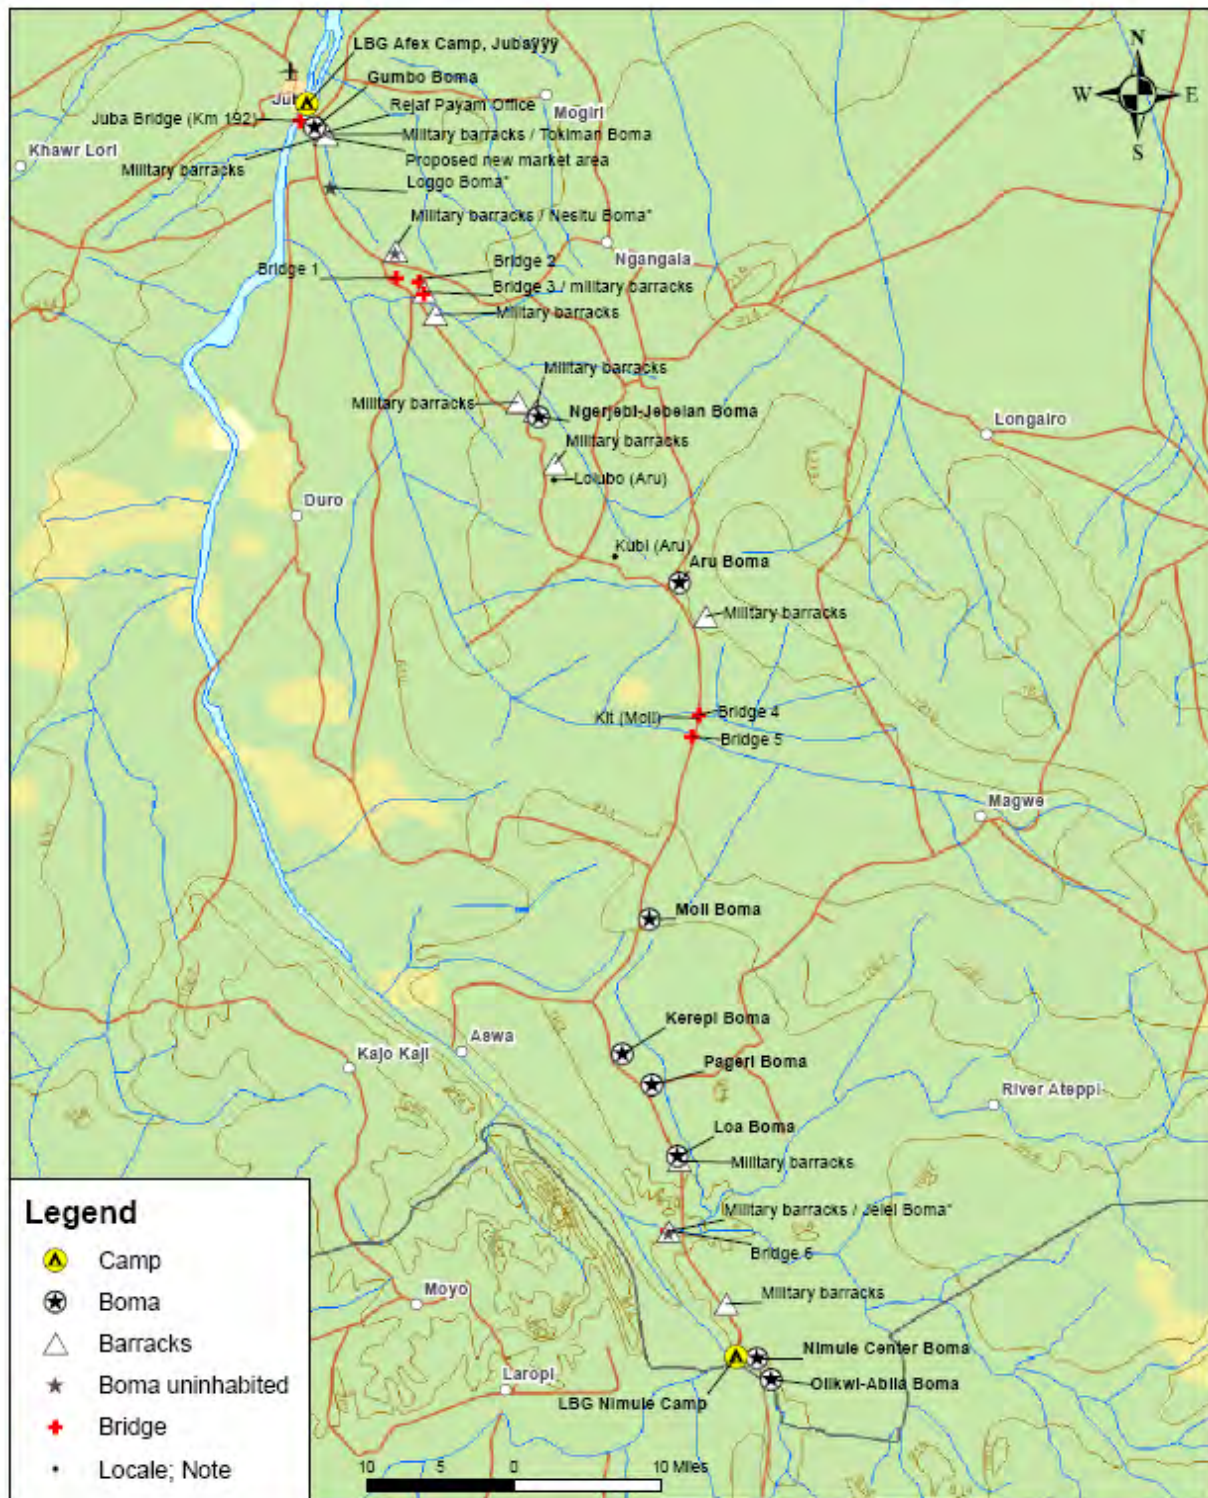 N
W E
S
LBG Afex Camp, Jubaÿÿÿ
Gumbo Boma
Rejaf Payam Office
Mogiri
Juba Bridge (Km 192)
Military barracks / Tokiman Boma
Khawr Lori
Military barracks
Proposed new market area
Loggo Boma*
Military barracks / Nesitu Boma*
Ngangala
Bridge 1
Bridge 2
Bridge 3 / military barracks
Military barracks
Military barracks
Military barracks
Ngerjebi-Jebelan Boma
Longairo
Military barracks
Lolubo (Aru)
Duro
Kubi (Aru)
Aru Boma
Military barracks
Kit (Moli)
Bridge 4
Bridge 5
Magwe
Moli Boma
Kerepi Boma
Aswa
Kajo Kaji
Pageri Boma
River Ateppi
Loa Boma
Military barracks
Military barracks / Jelei Boma*
Bridge 6
Moyo
Military barracks
Nimule Center Boma
Laropi
Olikwi-Abila Boma
LBG Nimule Camp
Legend
Camp
Boma
Barracks
Boma uninhabited
Bridge
Locale; Note
10 5 0 10 Miles